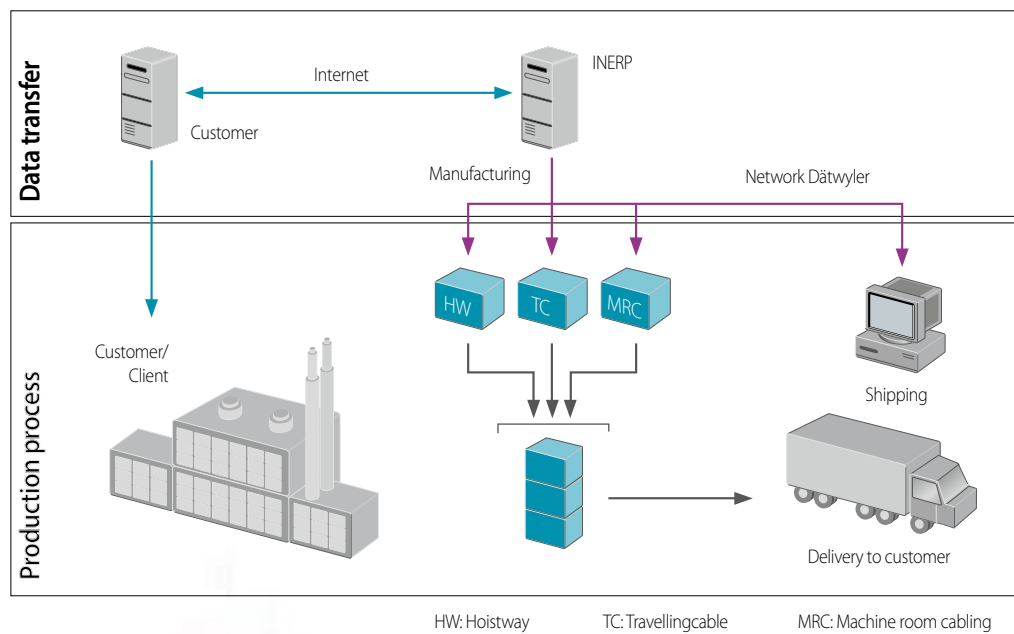 Data transfer
Internet
INERP
Customer
Manufacturing
Network Dätwyler
Production process
HW
TC
MRC
Customer/
Client
Shipping
Delivery to customer
HW: Hoistway
TC: Travellingcable
MRC: Machine room cabling